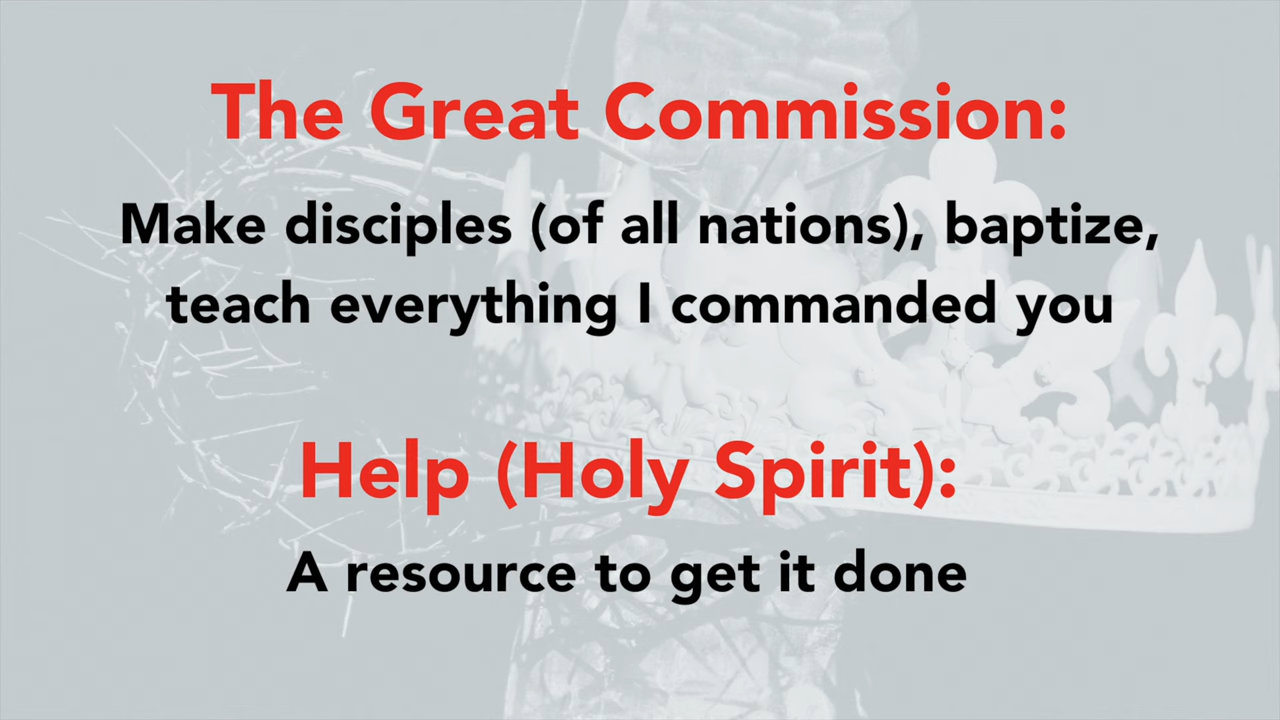 The Great Commission:
Make disciples (of all nations), baptize,
teach everything I commanded you
Help (Holy Spirit):
A resource to get it done